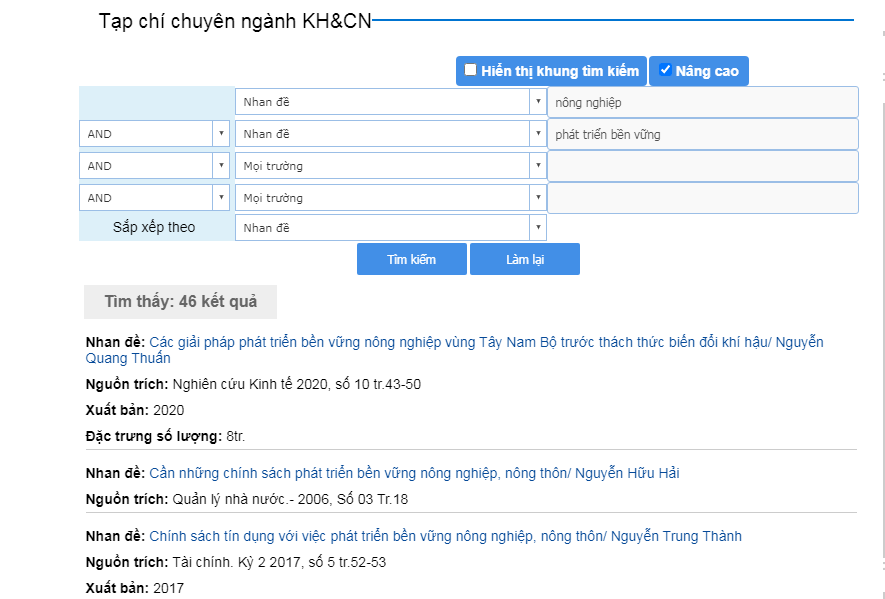 Tạp chí chuyên ngành KH&CN
Hiển thị khung tìm kiếm Nâng cao
Nhan đề nông nghiệp
AND Nhan đề phát triển bền vững
AND Mọi trường
AND Mọi trường
Sắp xếp theo Nhan đề
Tìm kiếm Làm lại
Tìm thấy: 46 kết quả
Nhan đề: Các giải pháp phát triển bền vững nông nghiệp vùng Tây Nam Bộ trước thách thức biến đổi khí hậu/ Nguyễn
Quang Thuấn
Nguồn trích: Nghiên cứu Kinh tế 2020, số 10 tr.43-50
Xuất bản: 2020
Đặc trưng số lượng: 8tr.
Nhan đề: Cần những chính sách phát triển bền vững nông nghiệp, nông thôn/ Nguyễn Hữu Hải
Nguồn trích: Quản lý nhà nước.- 2006, Số 03 Tr.18
Nhan đề: Chính sách tín dụng với việc phát triển bền vững nông nghiệp, nông thôn/ Nguyễn Trung Thành
Nguồn trích: Tài chính. Kỳ 2 2017, số 5 tr.52-53
Xuất bản: 2017